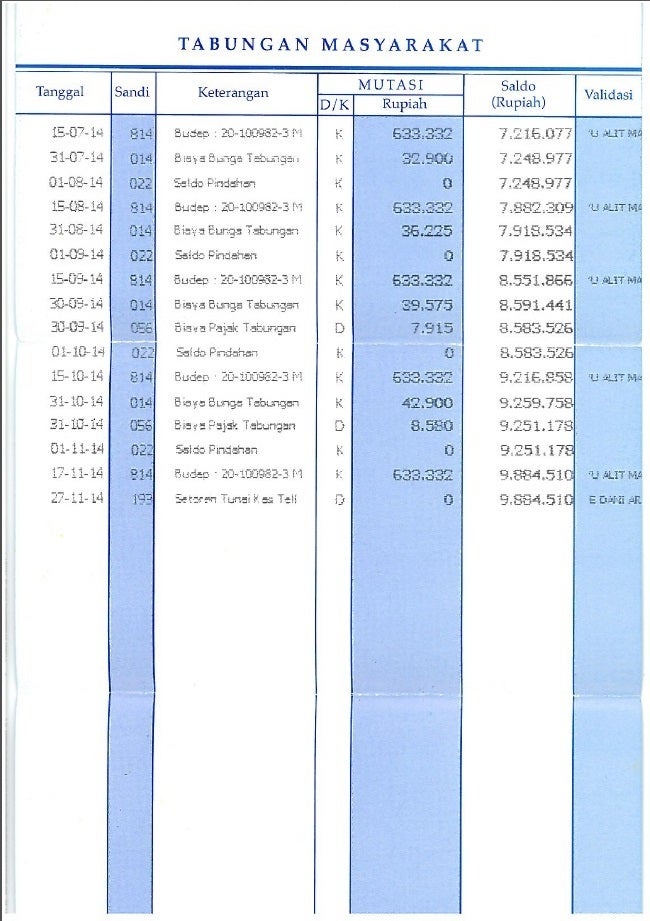 TABUNGAN MASYARAKAT
Tanggal Sandi Keterangan MUTASI D/K Rupiah Saldo (Rupiah) Validasi
15-07-14 814 Budep : 20-100982-3 M K 633.332 7.216.077 'U ALIT MA
31-07-14 014 Biaya Bunga Tabungan K 32.900 7.248.977
01-08-14 022 Saldo Pindahan K 0 7.248.977
15-08-14 814 Budep : 20-100982-3 M K 633.332 7.882.309 'U ALIT MA
31-08-14 014 Biaya Bunga Tabungan K 36.225 7.918.534
01-09-14 022 Saldo Pindahan K 0 7.918.534
15-09-14 814 Budep : 20-100982-3 M K 633.332 8.551.866 'U ALIT MA
30-09-14 014 Biaya Bunga Tabungan K 39.575 8.591.441
30-09-14 056 Biaya Pajak Tabungan D 7.915 8.583.526
01-10-14 022 Saldo Pindahan K 0 8.583.526
15-10-14 814 Budep : 20-100982-3 M K 633.332 9.216.858 'U ALIT MA
31-10-14 014 Biaya Bunga Tabungan K 42.900 9.259.758
31-10-14 056 Biaya Pajak Tabungan D 8.580 9.251.178
01-11-14 022 Saldo Pindahan K 0 9.251.178
17-11-14 814 Budep : 20-100982-3 M K 633.332 9.884.510 'U ALIT MA
27-11-14 193 Setoran Tunai Kas Tell D 0 9.884.510 E DANI AR